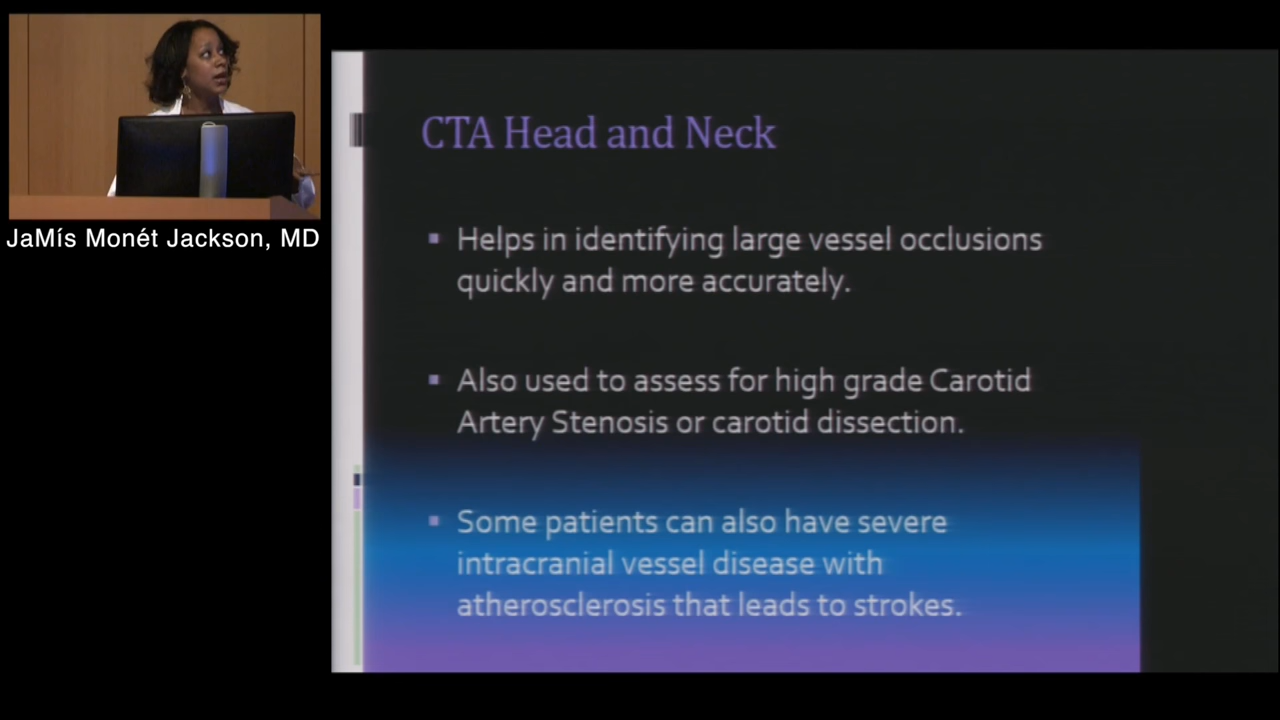 JaMís Monét Jackson, MD
CTA Head and Neck
▪ Helps in identifying large vessel occlusions
quickly and more accurately.
▪ Also used to assess for high grade Carotid
Artery Stenosis or carotid dissection.
▪ Some patients can also have severe
intracranial vessel disease with
atherosclerosis that leads to strokes.